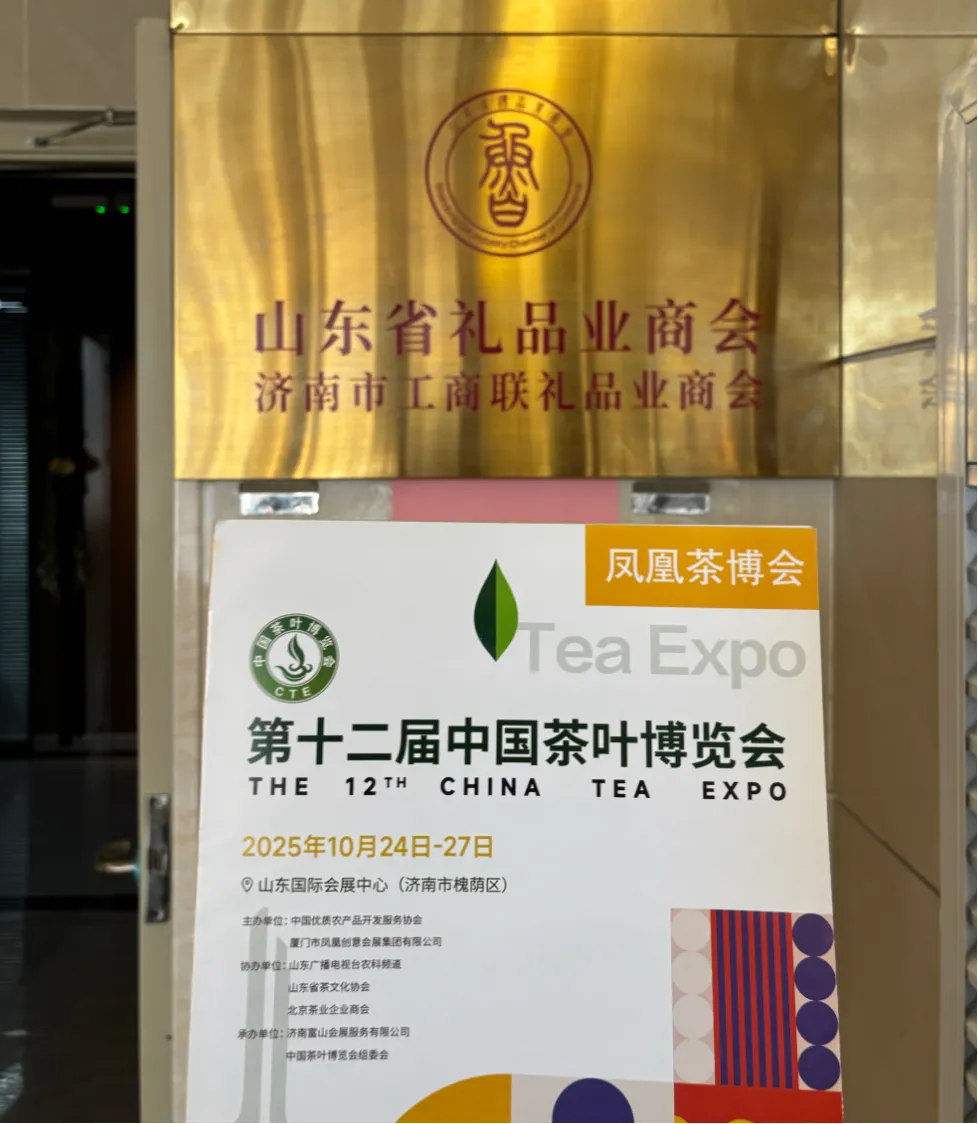 山东省礼品业商会
济南市工商联礼品业商会
凤凰茶博会
Tea Expo
中国茶叶博览会
CTE
第十二届中国茶叶博览会
THE 12TH CHINA TEA EXPO
2025年10月24日-27日
山东国际会展中心（济南市槐荫区）
主办单位：中国优质农产品开发服务协会
厦门市凤凰创意会展集团有限公司
协办单位：山东广播电视台农科频道
山东省茶文化协会
北京茶业企业商会
承办单位：济南富山会展服务有限公司
中国茶叶博览会组委会